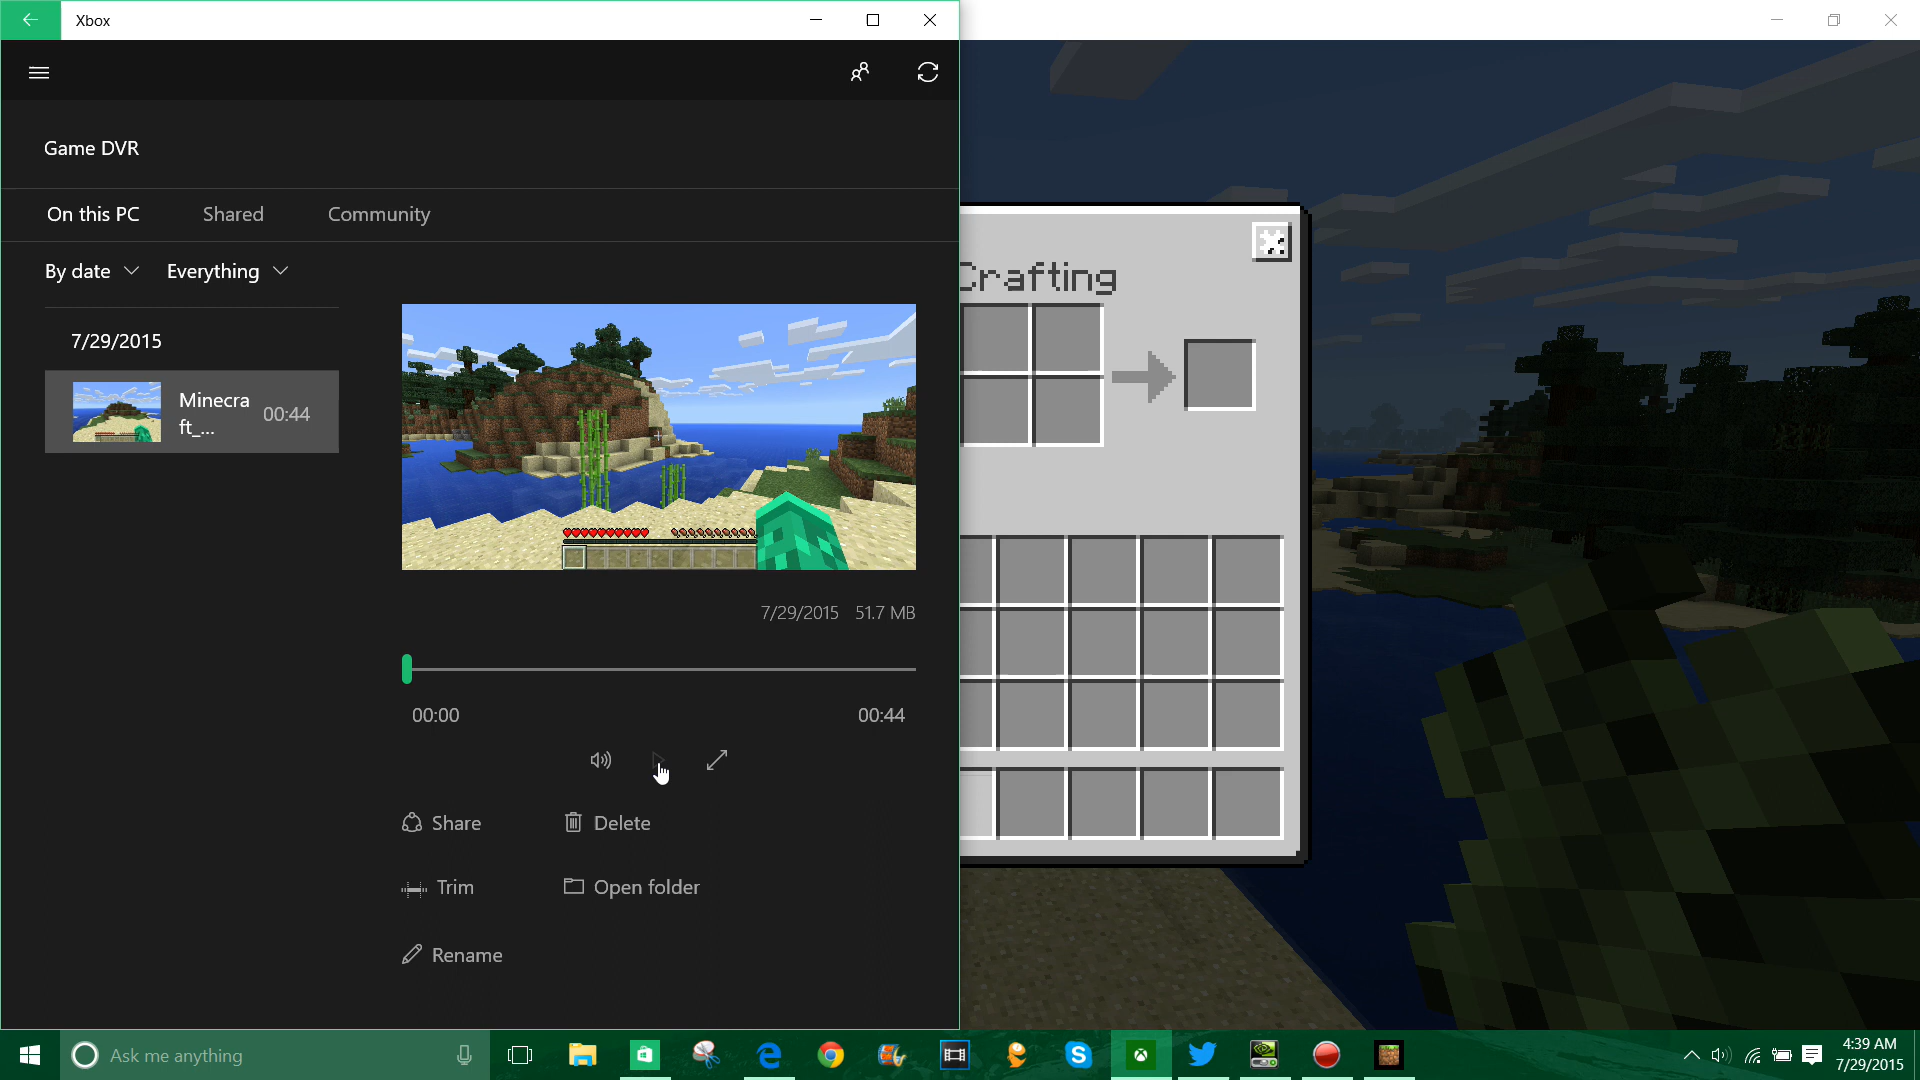 Xbox
Game DVR
On this PC Shared Community
By date Everything
7/29/2015
Minecra
ft_...
00:44
7/29/2015 51.7 MB
00:00 00:44
Share Delete
Trim Open folder
Rename
Crafting
Ask me anything
4:39 AM
7/29/2015